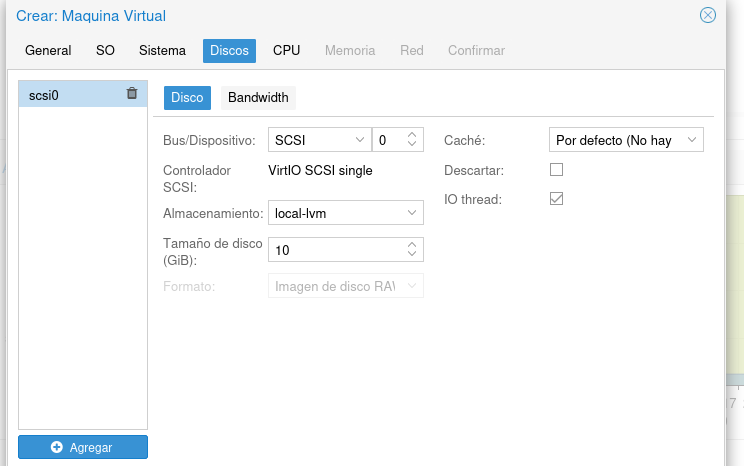 Crear: Maquina Virtual
General SO Sistema Discos CPU Memoria Red Confirmar
scsi0
Disco Bandwidth
Bus/Dispositivo: SCSI 0 Caché: Por defecto (No hay
Controlador SCSI: VirtIO SCSI single Descartar:
IO thread:
Almacenamiento: local-lvm
Tamaño de disco (GiB): 10
Formato: Imagen de disco RAW
Agregar